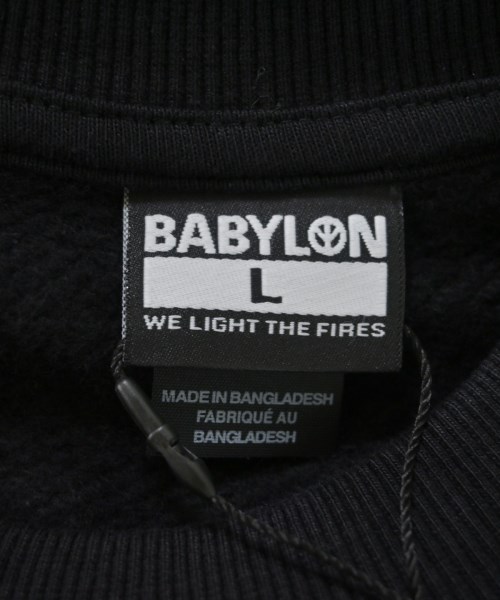 BABYLON
L
WE LIGHT THE FIRES
MADE IN BANGLADESH
FABRIQUÉ AU
BANGLADESH